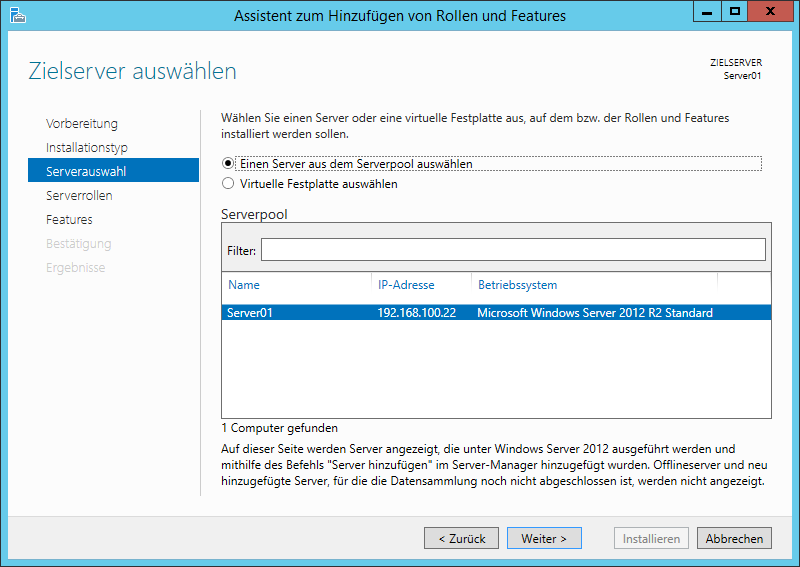 Assistent zum Hinzufügen von Rollen und Features
Zielserver auswählen
ZIELSERVER
Server01
Vorbereitung
Installationstyp
Serverauswahl
Serverrollen
Features
Bestätigung
Ergebnisse
Wählen Sie einen Server oder eine virtuelle Festplatte aus, auf dem bzw. der Rollen und Features
installiert werden sollen.
Einen Server aus dem Serverpool auswählen
Virtuelle Festplatte auswählen
Serverpool
Filter:
Name IP-Adresse Betriebssystem
Server01 192.168.100.22 Microsoft Windows Server 2012 R2 Standard
1 Computer gefunden
Auf dieser Seite werden Server angezeigt, die unter Windows Server 2012 ausgeführt werden und
mithilfe des Befehls "Server hinzufügen" im Server-Manager hinzugefügt wurden. Offlineserver und neu
hinzugefügte Server, für die die Datensammlung noch nicht abgeschlossen ist, werden nicht angezeigt.
< Zurück Weiter > Installieren Abbrechen